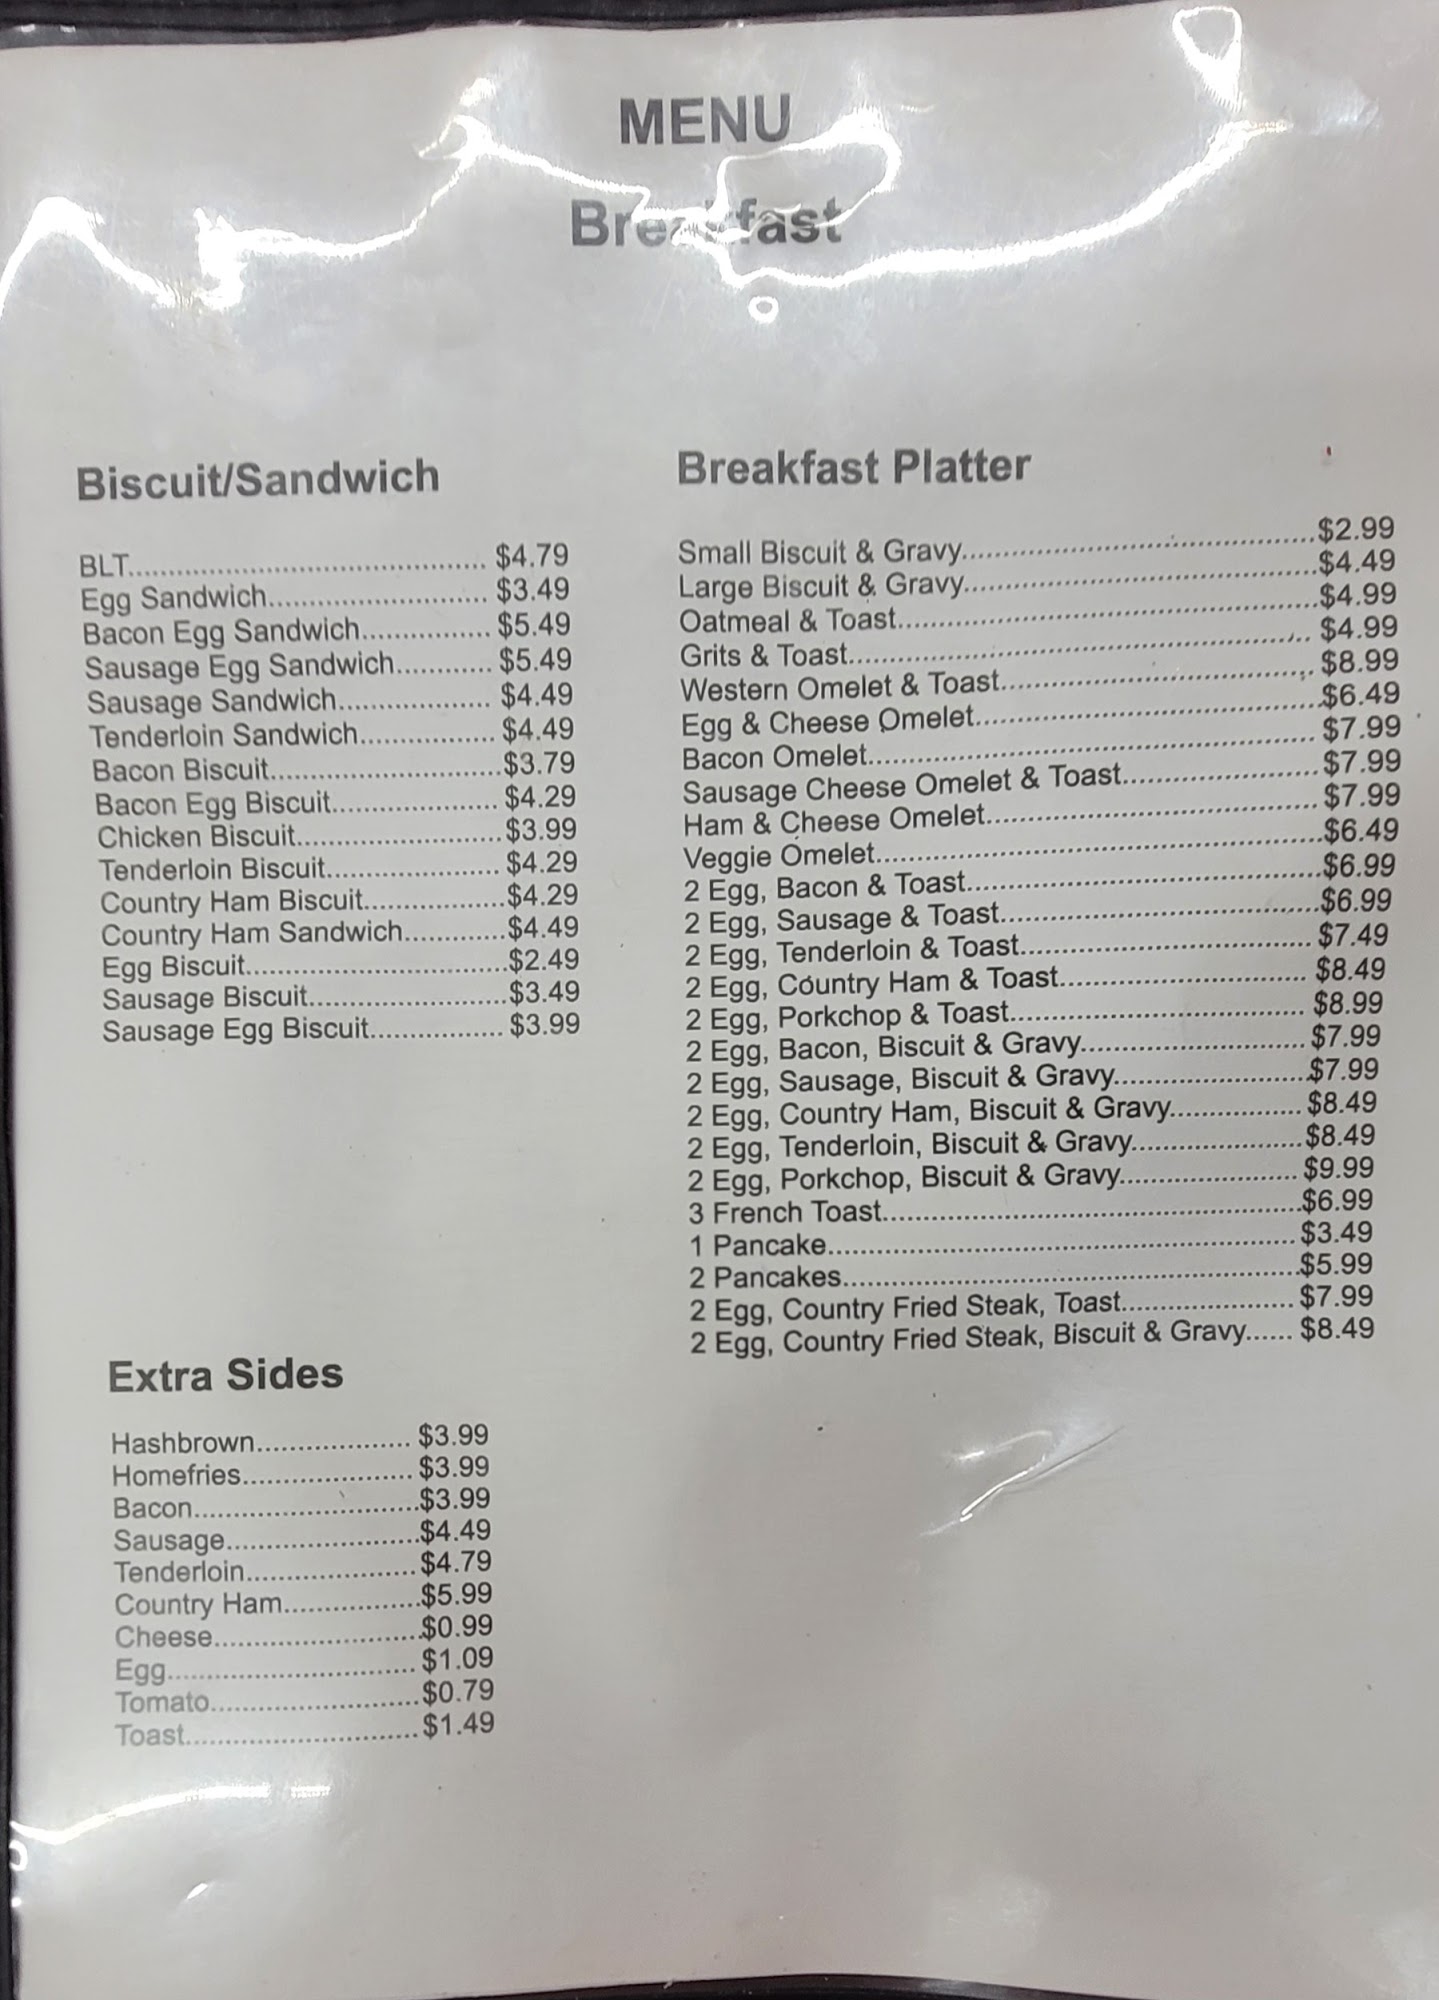 MENU
Breakfast
Biscuit/Sandwich
BLT.......................................... $4.79
Egg Sandwich......................... $3.49
Bacon Egg Sandwich............... $5.49
Sausage Egg Sandwich........... $5.49
Sausage Sandwich.................. $4.49
Tenderloin Sandwich................ $4.49
Bacon Biscuit...........................$3.79
Bacon Egg Biscuit................... $4.29
Chicken Biscuit........................$3.99
Tenderloin Biscuit.................... $4.29
Country Ham Biscuit................$4.29
Country Ham Sandwich............$4.49
Egg Biscuit...............................$2.49
Sausage Biscuit.......................$3.49
Sausage Egg Biscuit............... $3.99
Extra Sides
Hashbrown.................. $3.99
Homefries.................... $3.99
Bacon..........................$3.99
Sausage......................$4.49
Tenderloin.................... $4.79
Country Ham................$5.99
Cheese........................$0.99
Egg............................. $1.09
Tomato.........................$0.79
Toast........................... $1.49
Breakfast Platter
Small Biscuit & Gravy..........................................$2.99
Large Biscuit & Gravy..........................................$4.49
Oatmeal & Toast..................................................$4.99
Grits & Toast...................................................... $4.99
Western Omelet & Toast..................................... $8.99
Egg & Cheese Omelet.........................................$6.49
Bacon Omelet..................................................... $7.99
Sausage Cheese Omelet & Toast.......................$7.99
Ham & Cheese Omelet........................................$7.99
Veggie Omelet.....................................................$6.49
2 Egg, Bacon & Toast..........................................$6.99
2 Egg, Sausage & Toast......................................$6.99
2 Egg, Tenderloin & Toast................................... $7.49
2 Egg, Country Ham & Toast............................. $8.49
2 Egg, Porkchop & Toast.................................... $8.99
2 Egg, Bacon, Biscuit & Gravy........................... $7.99
2 Egg, Sausage, Biscuit & Gravy........................$7.99
2 Egg, Country Ham, Biscuit & Gravy................ $8.49
2 Egg, Tenderloin, Biscuit & Gravy.....................$8.49
2 Egg, Porkchop, Biscuit & Gravy...................... $9.99
3 French Toast....................................................$6.99
1 Pancake.......................................................... $3.49
2 Pancakes.........................................................$5.99
2 Egg, Country Fried Steak, Toast..................... $7.99
2 Egg, Country Fried Steak, Biscuit & Gravy...... $8.49